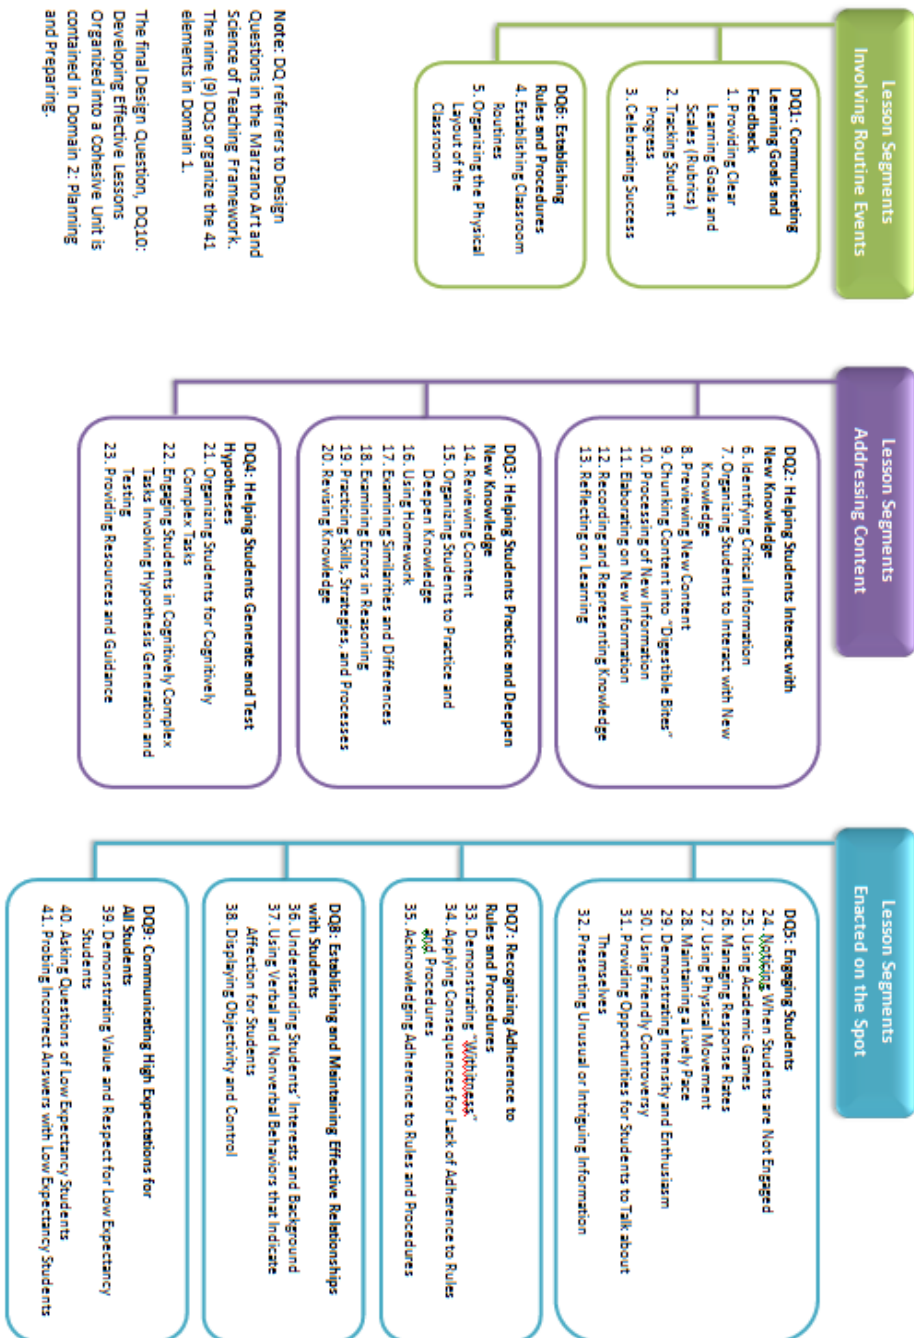 Lesson Segments
Involving Routine Events
DQ1: Communicating
Learning Goals and
Feedback
1. Providing Clear
Learning Goals and
Scales (Rubrics)
2. Tracking Student
Progress
3. Celebrating Success
DQ6: Establishing
Rules and Procedures
4. Establishing Classroom
Routines
5. Organizing the Physical
Layout of the
Classroom
Note: DQ referrers to Design
Questions in the Marzano Art and
Science of Teaching Framework.
The nine (9) DQs organize the 41
elements in Domain 1.
The final Design Question, DQ10:
Developing Effective Lessons
Organized into a Cohesive Unit is
contained in Domain 2: Planning
and Preparing.
Lesson Segments
Addressing Content
DQ2: Helping Students Interact with
New Knowledge
6. Identifying Critical Information
7. Organizing Students to Interact with New
Knowledge
8. Previewing New Content
9. Chunking Content into "Digestible Bites"
10. Processing of New Information
11. Elaborating on New Information
12. Recording and Representing Knowledge
13. Reflecting on Learning
DQ3: Helping Students Practice and Deepen
New Knowledge
14. Reviewing Content
15. Organizing Students to Practice and
Deepen Knowledge
16. Using Homework
17. Examining Similarities and Differences
18. Examining Errors in Reasoning
19. Practicing Skills, Strategies, and Processes
20. Revising Knowledge
DQ4: Helping Students Generate and Test
Hypotheses
21. Organizing Students for Cognitively
Complex Tasks
22. Engaging Students in Cognitively Complex
Tasks Involving Hypothesis Generation and
Testing
23. Providing Resources and Guidance
Lesson Segments
Enacted on the Spot
DQ5: Engaging Students
24. Noticing When Students are Not Engaged
25. Using Academic Games
26. Managing Response Rates
27. Using Physical Movement
28. Maintaining a Lively Pace
29. Demonstrating Intensity and Enthusiasm
30. Using Friendly Controversy
31. Providing Opportunities for Students to Talk about
Themselves
32. Presenting Unusual or Intriguing Information
DQ7: Recognizing Adherence to
Rules and Procedures
33. Demonstrating "Withitness"
34. Applying Consequences for Lack of Adherence to Rules
and Procedures
35. Acknowledging Adherence to Rules and Procedures
DQ8: Establishing and Maintaining Effective Relationships
with Students
36. Understanding Students' Interests and Background
37. Using Verbal and Nonverbal Behaviors that Indicate
Affection for Students
38. Displaying Objectivity and Control
DQ9: Communicating High Expectations for
All Students
39. Demonstrating Value and Respect for Low Expectancy
Students
40. Asking Questions of Low Expectancy Students
41. Probing Incorrect Answers with Low Expectancy Students